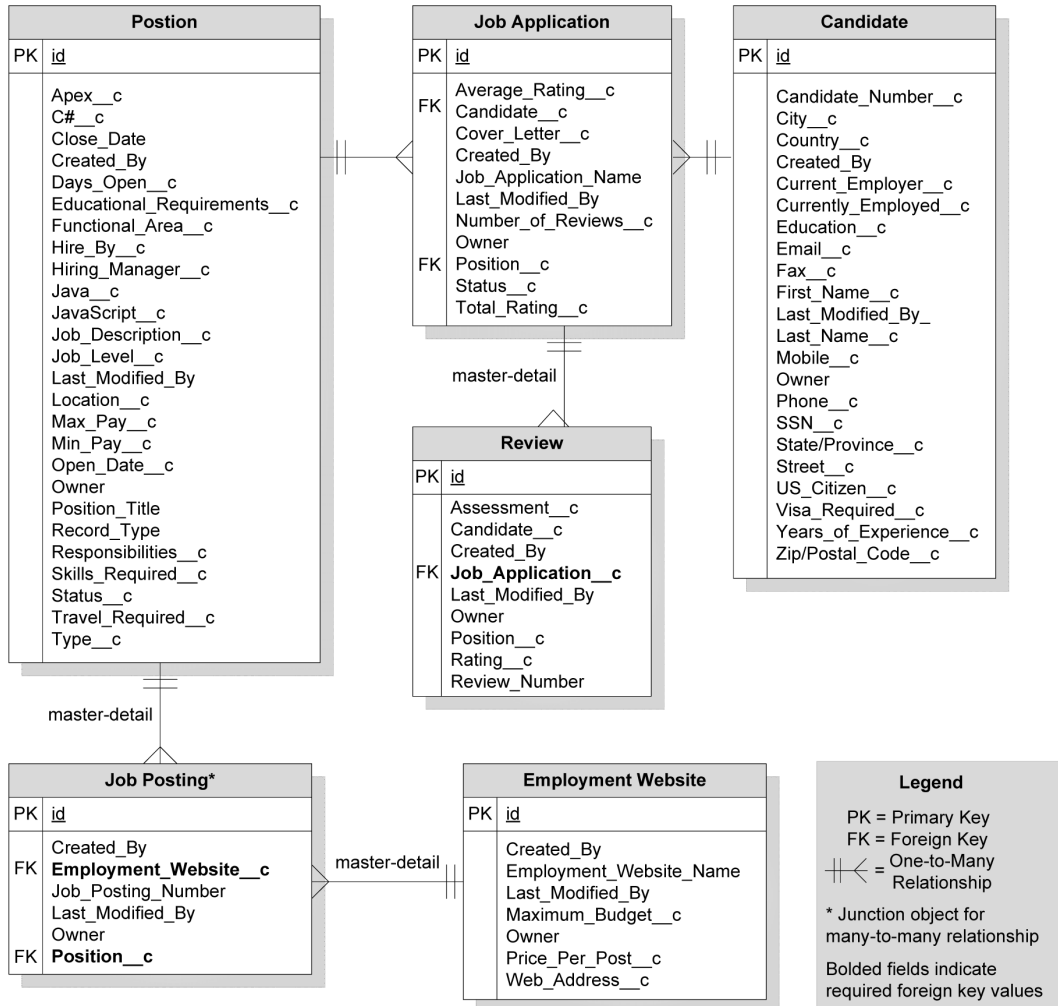 Postion
PK id
Apex__c
C#__c
Close_Date
Created_By
Days_Open__c
Educational_Requirements__c
Functional_Area__c
Hire_By__c
Hiring_Manager__c
Java__c
JavaScript__c
Job_Description__c
Job_Level__c
Last_Modified_By
Location__c
Max_Pay__c
Min_Pay__c
Open_Date__c
Owner
Position_Title
Record_Type
Responsibilities__c
Skills_Required__c
Status__c
Travel_Required__c
Type__c
Job Application
PK id
Average_Rating__c
FK Candidate__c
Cover_Letter__c
Created_By
Job_Application_Name
Last_Modified_By
Number_of_Reviews__c
Owner
FK Position__c
Status__c
Total_Rating__c
Candidate
PK id
Candidate_Number__c
City__c
Country__c
Created_By
Current_Employer__c
Currently_Employed__c
Education__c
Email__c
Fax__c
First_Name__c
Last_Modified_By_
Last_Name__c
Mobile__c
Owner
Phone__c
SSN__c
State/Province__c
Street__c
US_Citizen__c
Visa_Required__c
Years_of_Experience__c
Zip/Postal_Code__c
master-detail
Review
PK id
Assessment__c
Candidate__c
Created_By
FK Job_Application__c
Last_Modified_By
Owner
Position__c
Rating__c
Review_Number
master-detail
Job Posting*
PK id
Created_By
FK Employment_Website__c
Job_Posting_Number
Last_Modified_By
Owner
FK Position__c
master-detail
Employment Website
PK id
Created_By
Employment_Website_Name
Last_Modified_By
Maximum_Budget__c
Owner
Price_Per_Post__c
Web_Address__c
Legend
PK = Primary Key
FK = Foreign Key
= One-to-Many
Relationship
* Junction object for
many-to-many relationship
Bolded fields indicate
required foreign key values